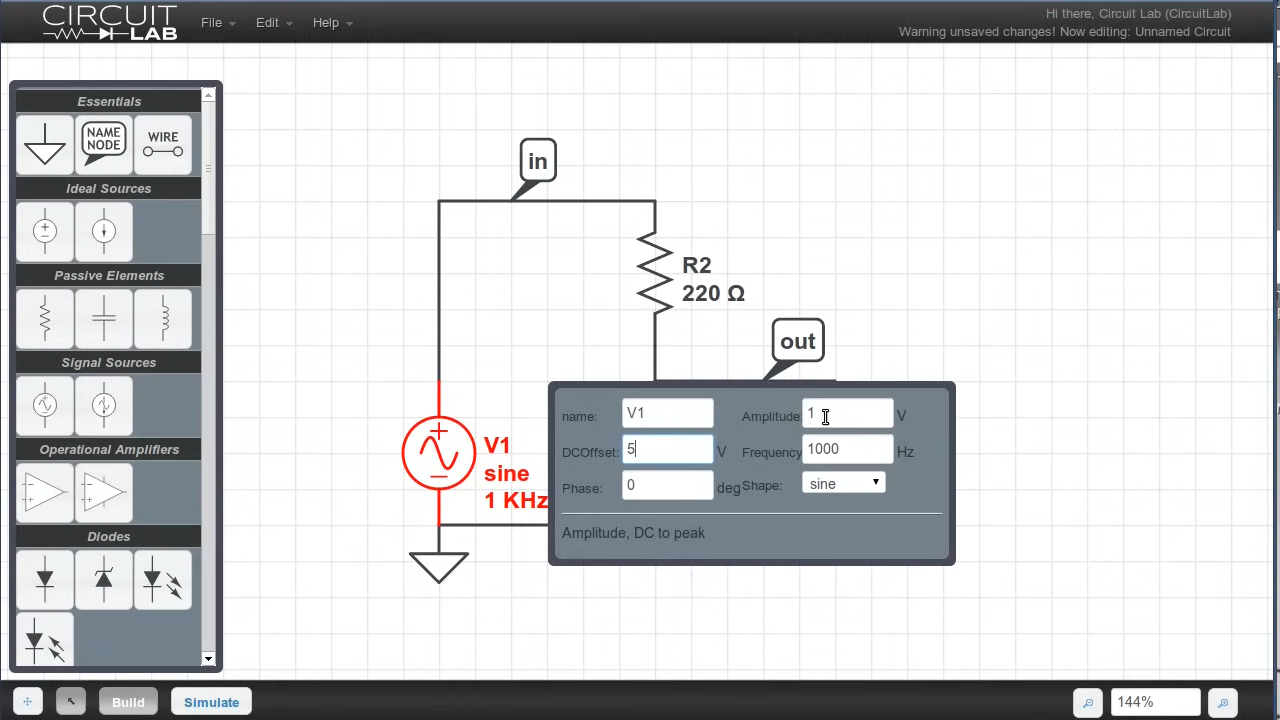 CIRCUIT
LAB
File
Edit
Help
Hi there, Circuit Lab (CircuitLab)
Warning unsaved changes! Now editing: Unnamed Circuit
Essentials
NAME
NODE
WIRE
Ideal Sources
Passive Elements
Signal Sources
Operational Amplifiers
Diodes
in
R2
220 Ω
out
V1
sine
1 KHz
name:
V1
Amplitude:
1
V
DCOffset:
5
V
Frequency
1000
Hz
Phase:
0
deg
Shape:
sine
Amplitude, DC to peak
Build
Simulate
144%